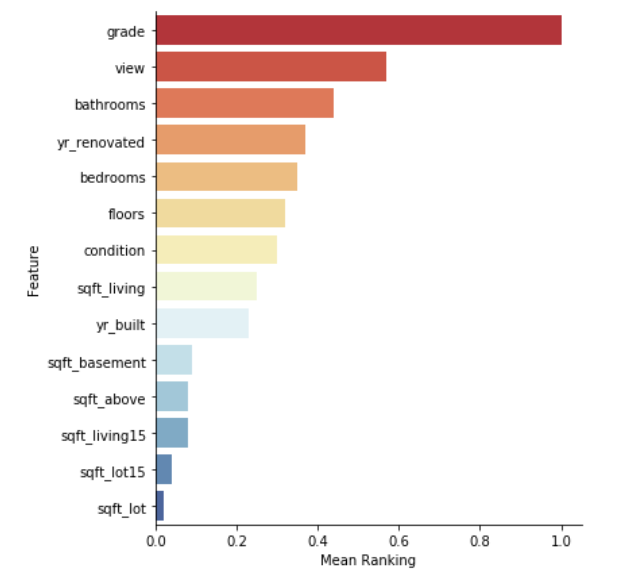 grade
view
bathrooms
yr_renovated
bedrooms
floors
condition
sqft_living
yr_built
sqft_basement
sqft_above
sqft_living15
sqft_lot15
sqft_lot
Feature
0.0 0.2 0.4 0.6 0.8 1.0
Mean Ranking